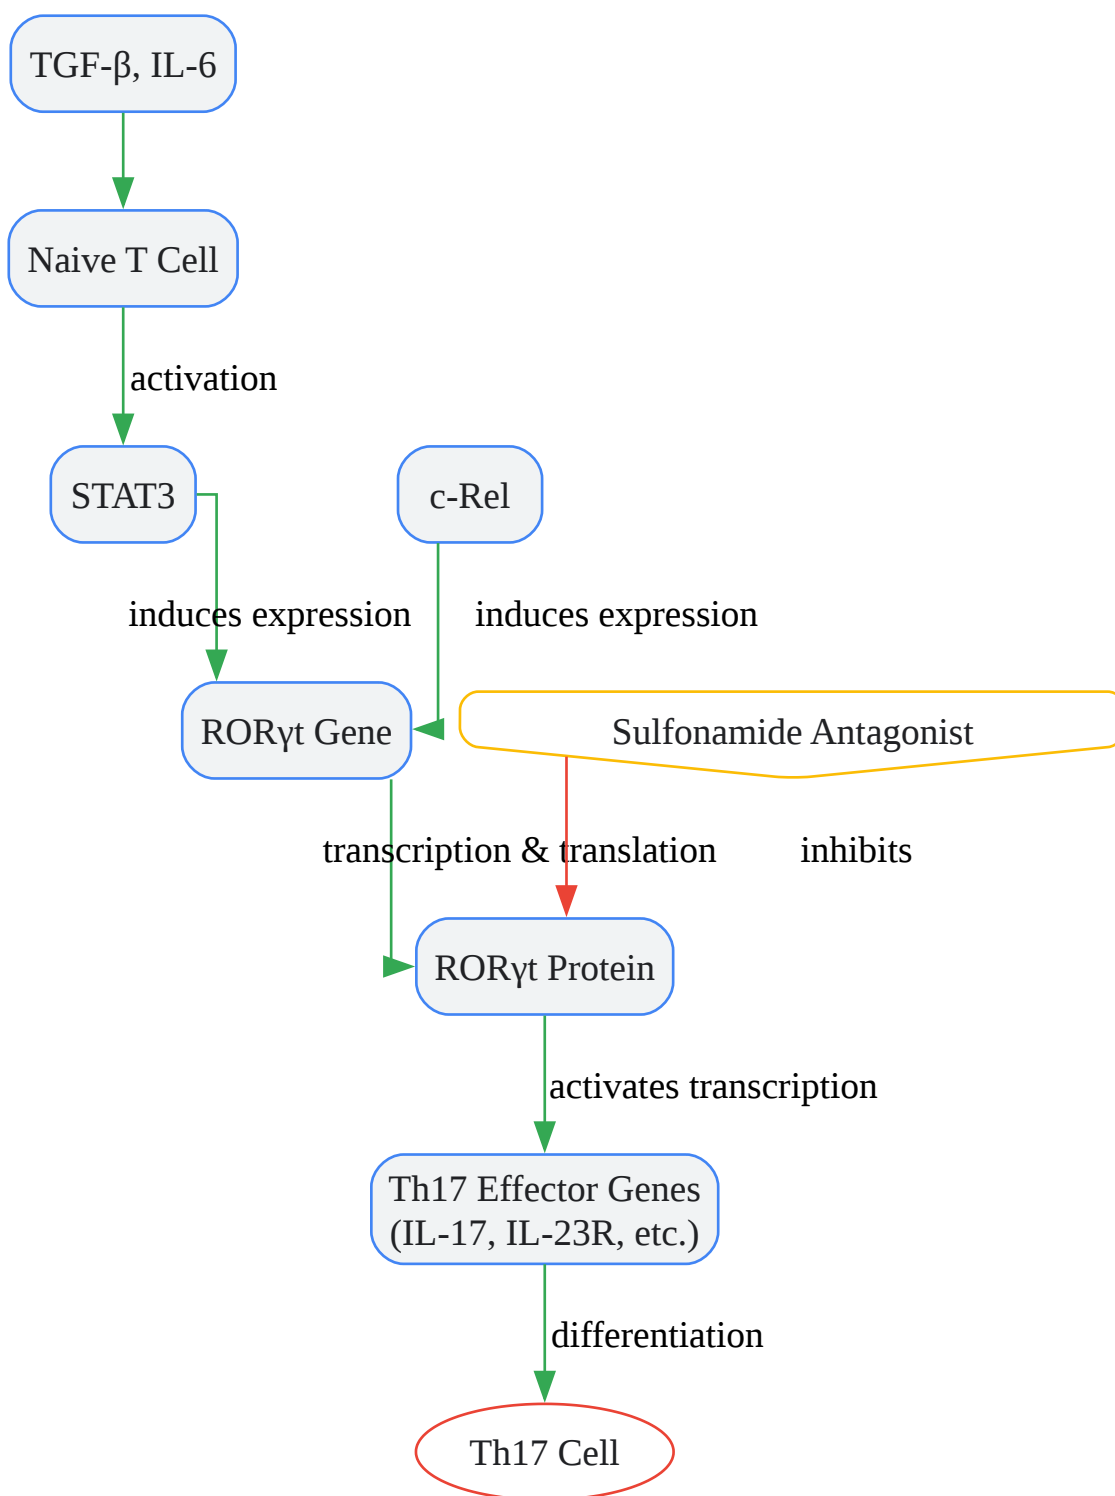 TGF-β, IL-6
Naive T Cell
activation
STAT3
c-Rel
induces expression
induces expression
RORγt Gene
Sulfonamide Antagonist
transcription & translation
inhibits
RORγt Protein
activates transcription
Th17 Effector Genes
(IL-17, IL-23R, etc.)
differentiation
Th17 Cell